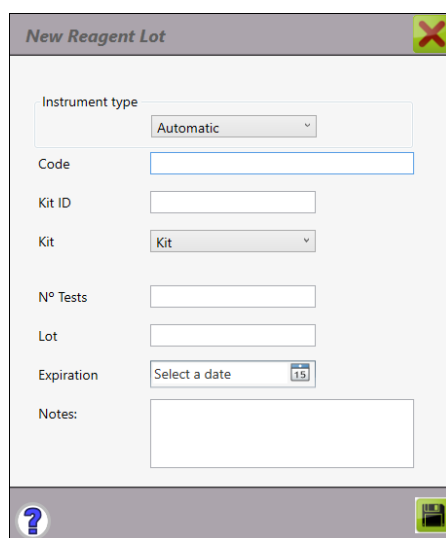 New Reagent Lot
Instrument type
Automatic
Code
Kit ID
Kit Kit
Nº Tests
Lot
Expiration Select a date 15
Notes:
?